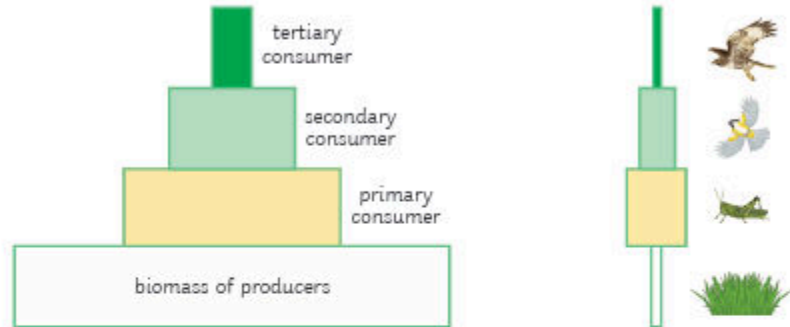 tertiary
consumer
secondary
consumer
primary
consumer
biomass of producers